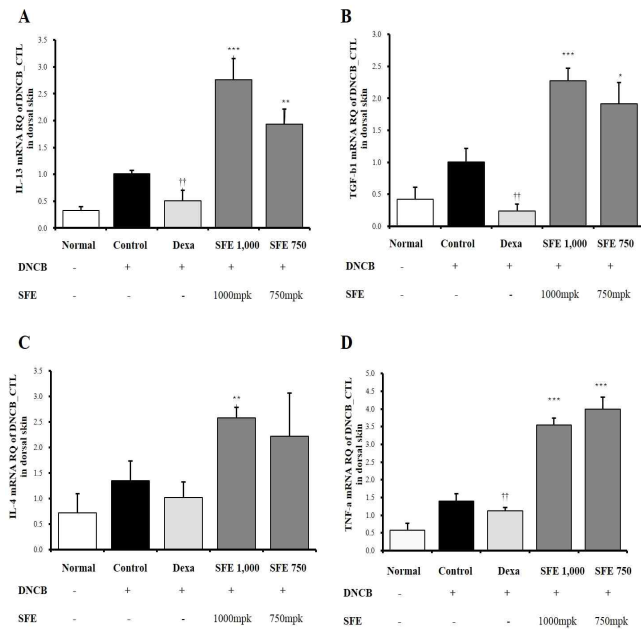 A
IL-13 mRNA RQ of DNCB_CTL
in dorsal skin
3.5
3.0
2.5
2.0
1.5
1.0
0.5
0.0
††
***
**
Normal Control Dexa SFE 1,000 SFE 750
DNCB - + + + +
SFE - - - 1000mpk 750mpk
B
TGF-b1 mRNA RQ of DNCB_CTL
in dorsal skin
3.0
2.5
2.0
1.5
1.0
0.5
0.0
††
***
*
Normal Control Dexa SFE 1,000 SFE 750
DNCB - + + + +
SFE - - - 1000mpk 750mpk
C
IL-4 mRNA RQ of DNCB_CTL
in dorsal skin
3.5
3.0
2.5
2.0
1.5
1.0
0.5
0.0
**
Normal Control Dexa SFE 1,000 SFE 750
DNCB - + + + +
SFE - - - 1000mpk 750mpk
D
TNF-a mRNA RQ of DNCB_CTL
in dorsal skin
5.0
4.5
4.0
3.5
3.0
2.5
2.0
1.5
1.0
0.5
0.0
††
***
***
Normal Control Dexa SFE 1,000 SFE 750
DNCB - + + + +
SFE - - - 1000mpk 750mpk